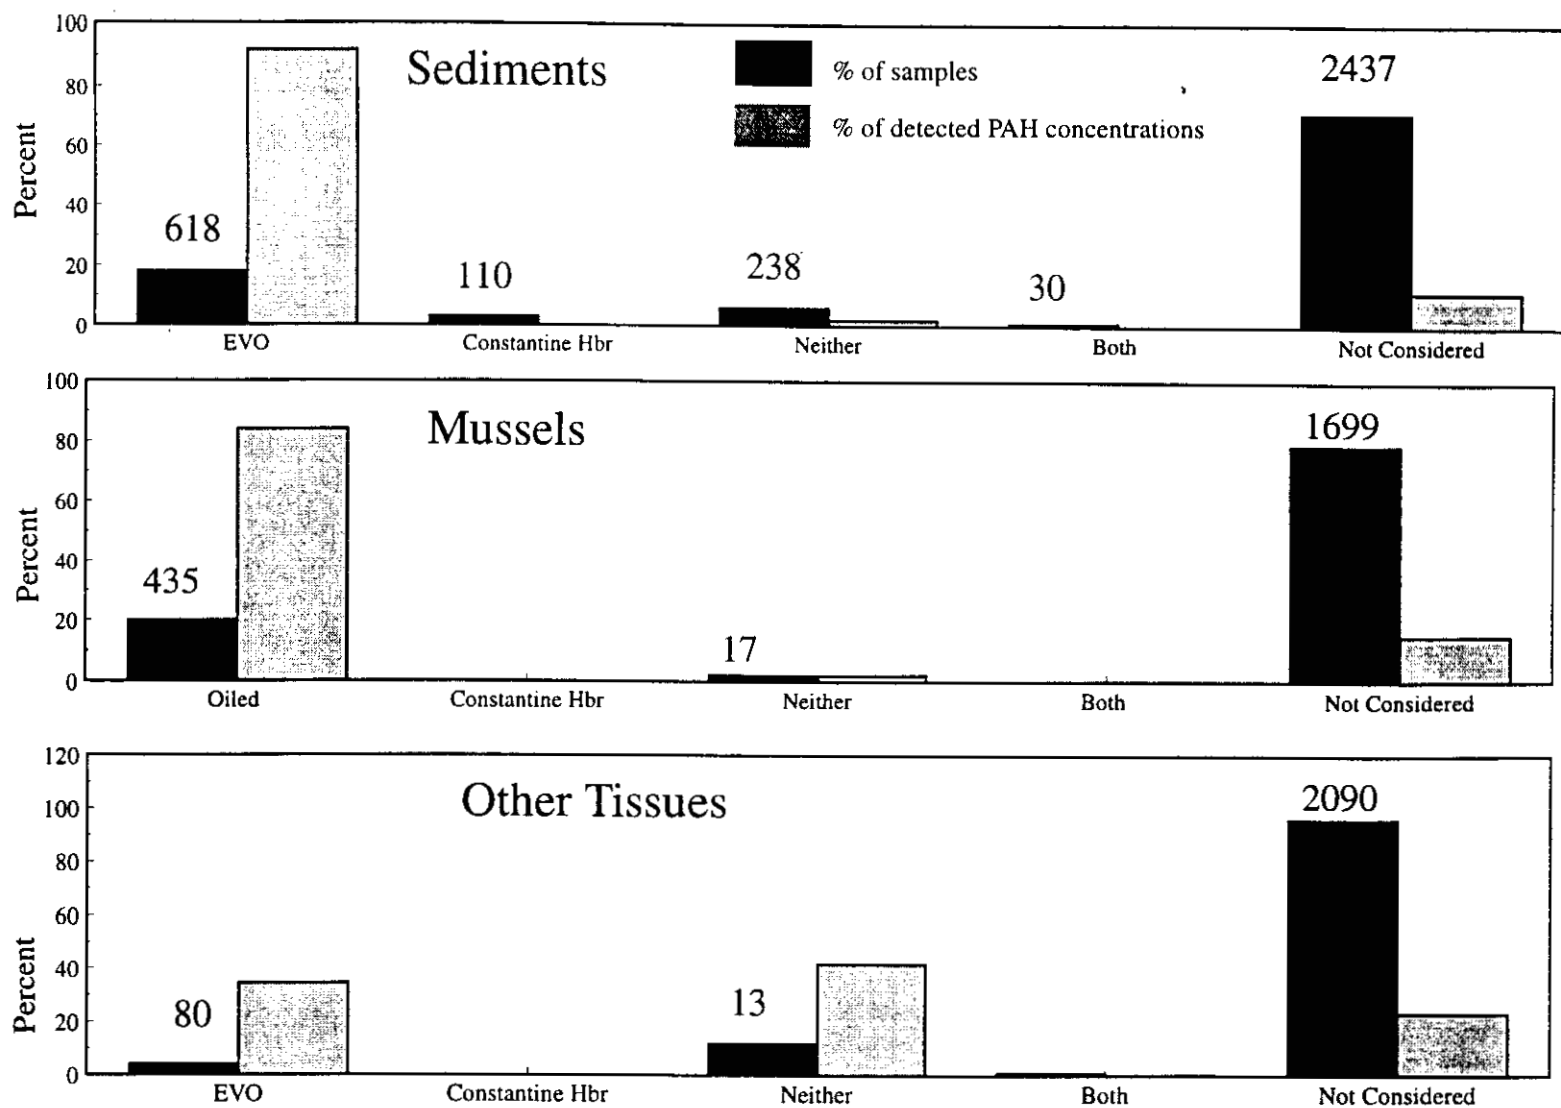 Sediments
% of samples
% of detected PAH concentrations
Percent
100
80
60
40
20
0
618
110
238
30
2437
EVO Constantine Hbr Neither Both Not Considered
Mussels
Percent
100
80
60
40
20
0
435
17
1699
Oiled Constantine Hbr Neither Both Not Considered
Other Tissues
Percent
120
100
80
60
40
20
0
80
13
2090
EVO Constantine Hbr Neither Both Not Considered